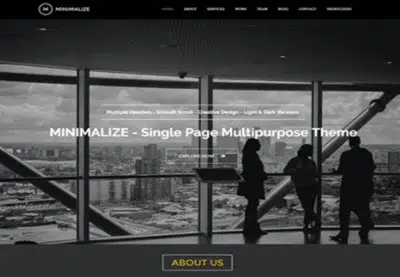 MINIMALIZE
HOME ABOUT SERVICES WORK TEAM BLOG CONTACT SHORTCODES
Multiple Headers - Smooth Scroll - Creative Design - Light & Dark Versions
MINIMALIZE - Single Page Multipurpose Theme
EXPLORE NOW
ABOUT US